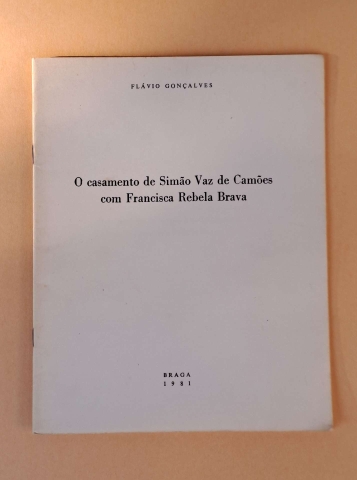 FLÁVIO GONÇALVES
O casamento de Simão Vaz de Camões
com Francisca Rebela Brava
BRAGA
1981